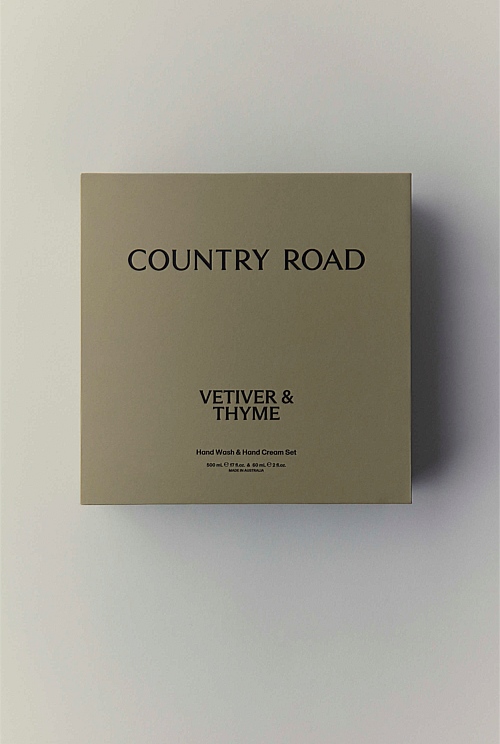 COUNTRY ROAD
VETIVER &
THYME
Hand Wash & Hand Cream Set
500 mL ℮ 17 fl.oz. & 60 mL ℮ 2 fl.oz.
MADE IN AUSTRALIA